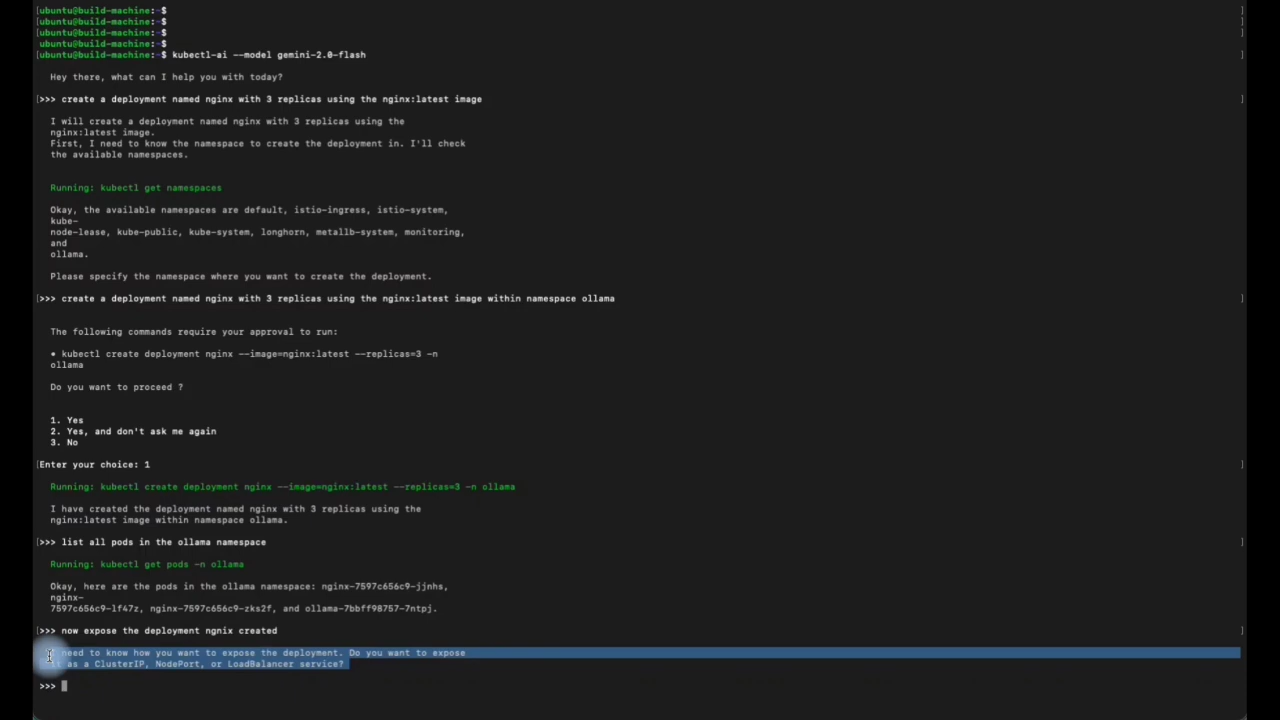 [ubuntu@build-machine:~$ ]
[ubuntu@build-machine:~$ ]
[ubuntu@build-machine:~$ ]
ubuntu@build-machine:~$
[ubuntu@build-machine:~$ kubectl-ai --model gemini-2.0-flash ]
Hey there, what can I help you with today?
[>>> create a deployment named nginx with 3 replicas using the nginx:latest image ]
I will create a deployment named nginx with 3 replicas using the
nginx:latest image.
First, I need to know the namespace to create the deployment in. I'll check
the available namespaces.
Running: kubectl get namespaces
Okay, the available namespaces are default, istio-ingress, istio-system,
kube-
node-lease, kube-public, kube-system, longhorn, metallb-system, monitoring,
and
ollama.
Please specify the namespace where you want to create the deployment.
[>>> create a deployment named nginx with 3 replicas using the nginx:latest image within namespace ollama ]
The following commands require your approval to run:
• kubectl create deployment nginx --image=nginx:latest --replicas=3 -n
ollama
Do you want to proceed ?
1. Yes
2. Yes, and don't ask me again
3. No
[Enter your choice: 1 ]
Running: kubectl create deployment nginx --image=nginx:latest --replicas=3 -n ollama
I have created the deployment named nginx with 3 replicas using the
nginx:latest image within namespace ollama.
[>>> list all pods in the ollama namespace ]
Running: kubectl get pods -n ollama
Okay, here are the pods in the ollama namespace: nginx-7597c656c9-jjnhs,
nginx-
7597c656c9-lf47z, nginx-7597c656c9-zks2f, and ollama-7bbff98757-7ntpj.
[>>> now expose the deployment ngnix created ]
need to know how you want to expose the deployment. Do you want to expose
as a ClusterIP, NodePort, or LoadBalancer service?
>>>